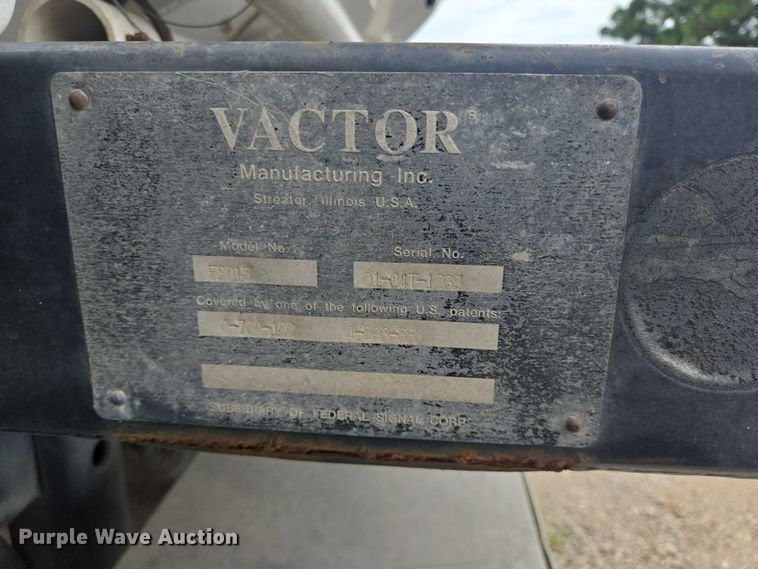 VACTOR®
Manufacturing Inc.
Streator, Illinois U.S.A.
Model No. Serial No.
Covered by one of the following U.S. patents:
SUBSIDIARY OF FEDERAL SIGNAL CORP.
Purple Wave Auction